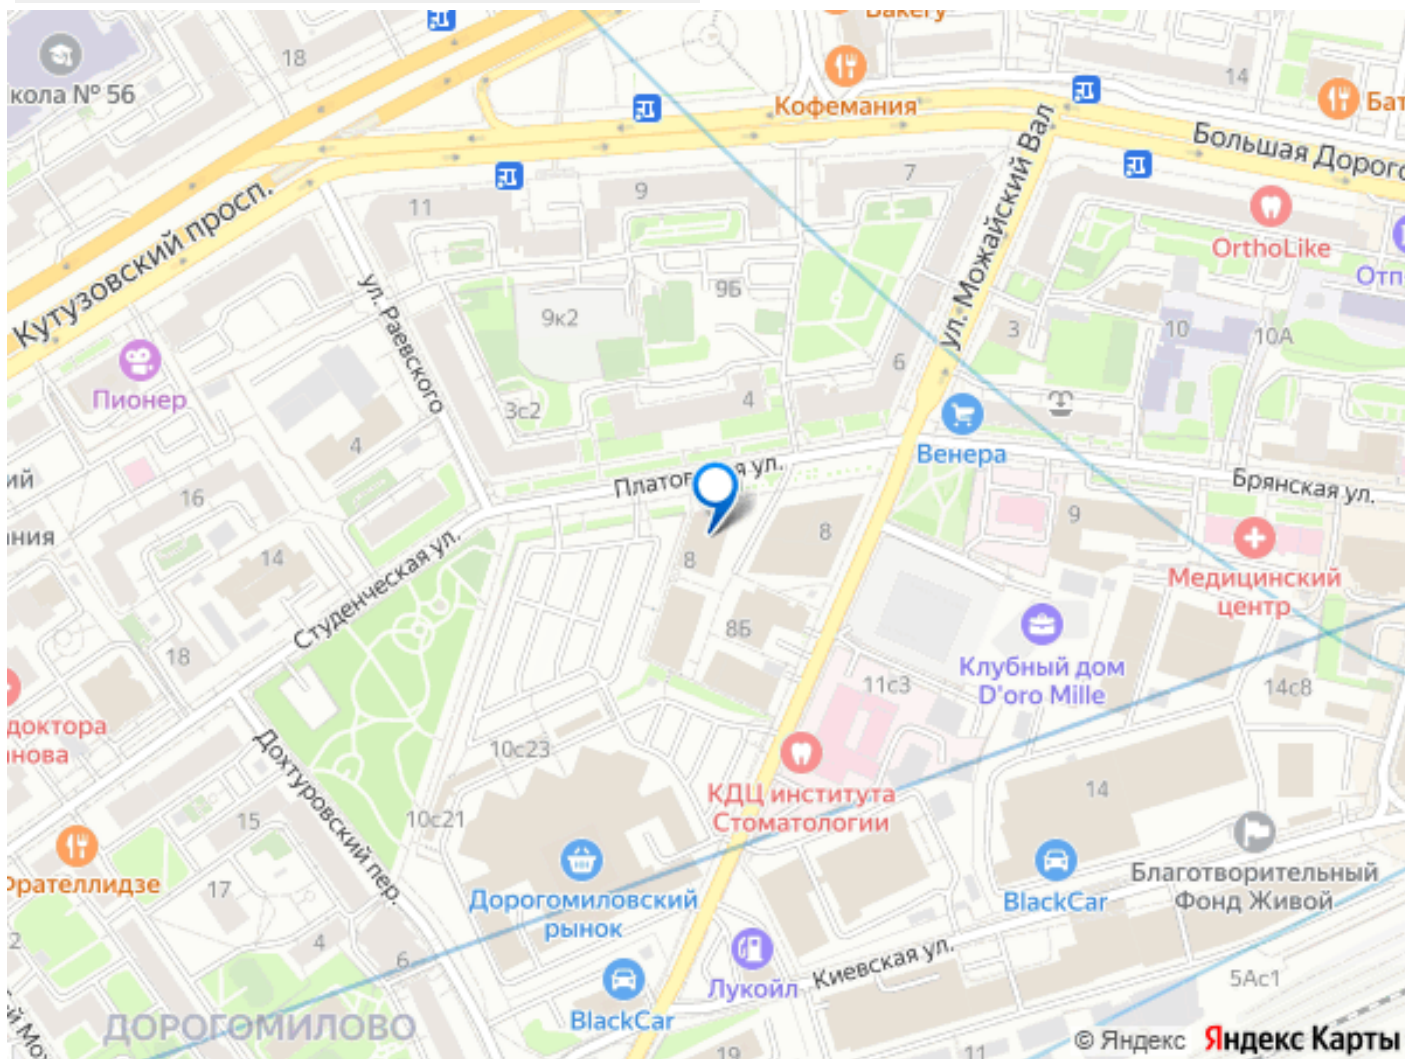 Bakery
18
кола № 56
14
Кофемания
Бат
Большая Дорого
ул. Можайский Вал
7
9
11
OrthoLike
Отп
Кутузовский просп.
ул. Раевского
9Б
9к2
3
10
10А
Пионер
6
4
3с2
4
Венера
Платов
я ул.
Брянская ул.
ий
16
ания
9
8
8
Медицинский
центр
14
Студенческая ул.
8Б
Клубный дом
D'oro Mille
18
11с3
14с8
доктора
нова
Дохтуровский пер.
10с23
КДЦ института
Стоматологии
14
10с21
15
Фрателлидзе
17
Дорогомиловский
рынок
BlackCar
Благотворительный
Фонд Живой
2
4
6
Лукойл
Киевская ул.
5Ас1
BlackCar
ДОРОГОМИЛОВО
19
11
© Яндекс Яндекс Карты